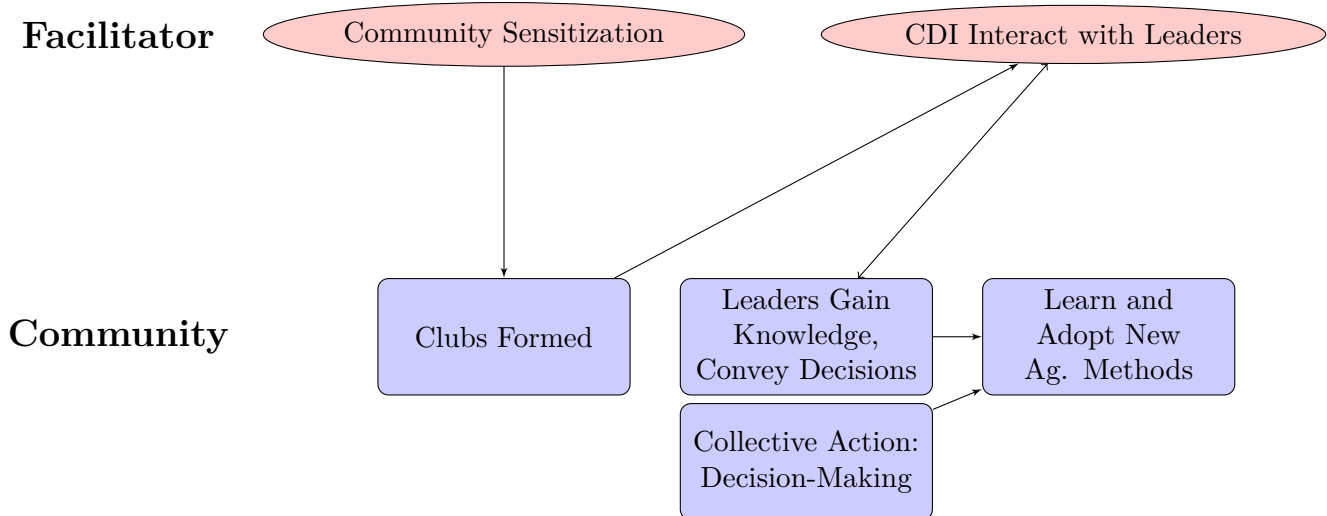 Facilitator
Community Sensitization
CDI Interact with Leaders
Community
Clubs Formed
Leaders Gain
Knowledge,
Convey Decisions
Learn and
Adopt New
Ag. Methods
Collective Action:
Decision-Making